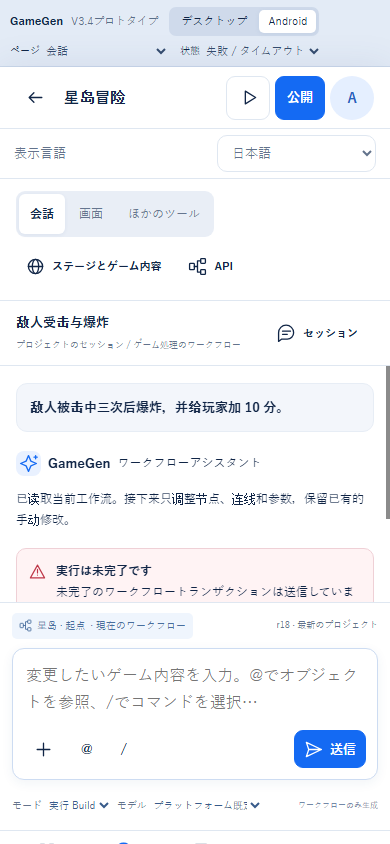 GameGen V3.4プロトタイプ デスクトップ Android
ページ 会話 状態 失敗 / タイムアウト
星岛冒险 公開 A
表示言語 日本語
会話 画面 ほかのツール
ステージとゲーム内容 API
敌人受击与爆炸
プロジェクトのセッション / ゲーム処理のワークフロー
セッション
敌人被击中三次后爆炸，并给玩家加 10 分。
GameGen ワークフローアシスタント
已读取当前工作流。接下来只调整节点、连线和参数，保留已有的
手动修改。
実行は未完了です
未完了のワークフロートランザクションは送信していま
星岛 · 起点 · 現在のワークフロー r18 · 最新のプロジェクト
変更したいゲーム内容を入力。@でオブジェク
トを参照、/でコマンドを選択…
@ / 送信
モード 実行 Build モデル プラットフォーム既定 ワークフローのみ生成